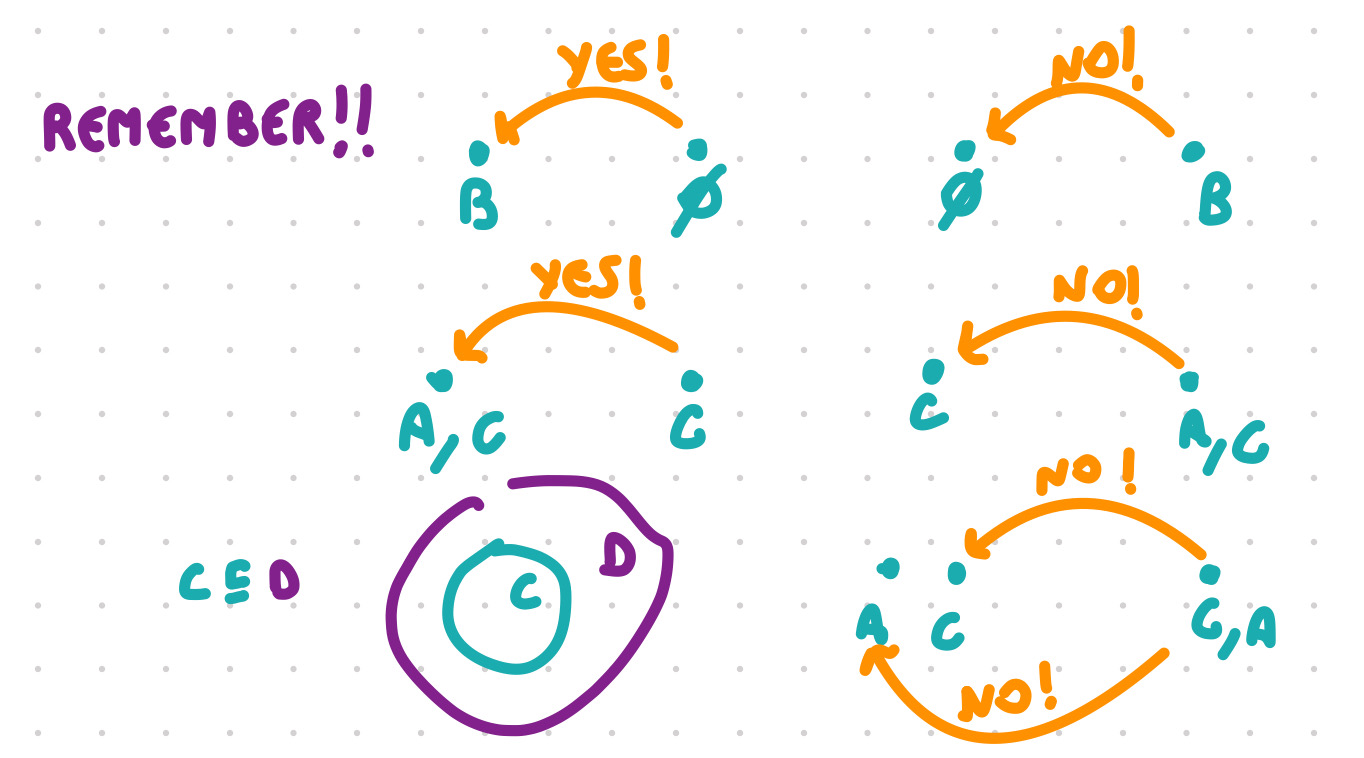 REMEMBER!!
YES!
NO!
B
Ø
Ø
B
YES!
NO!
A, C
C
C
A, C
NO!
C ⊆ D
C
D
A
C
C, A
NO!